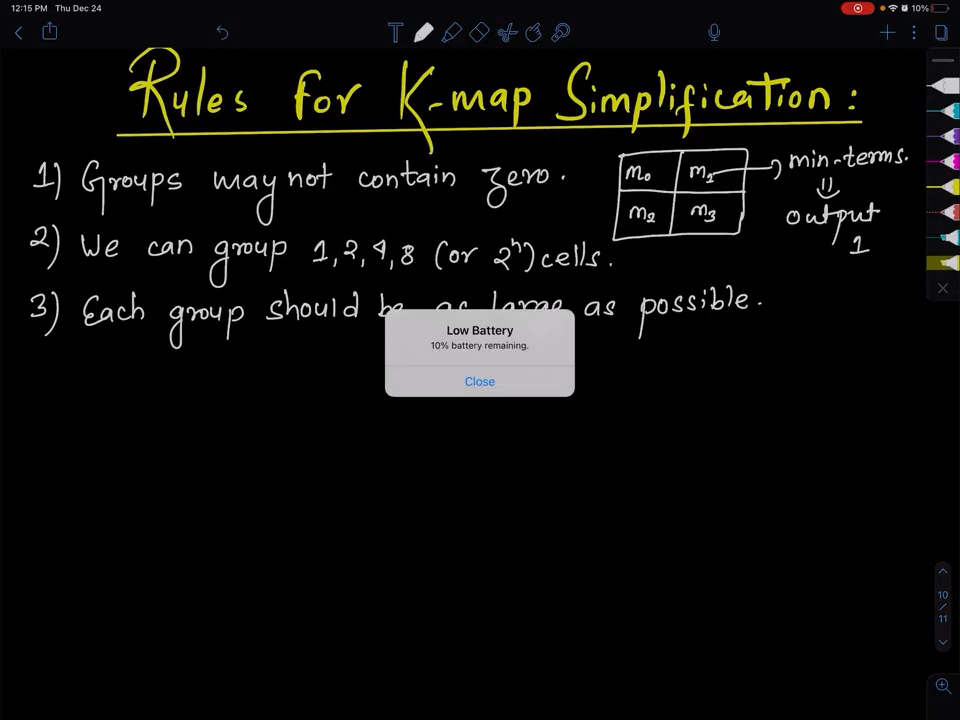 12:15 PM Thu Dec 24
10%
Rules for K-map Simplification :
1) Groups may not contain zero.
m₀ m₁
m₂ m₃
min-terms.
output
1
2) We can group 1, 2, 4, 8 (or 2ⁿ) cells.
3) Each group should be as large as possible.
Low Battery
10% battery remaining.
Close
10
/
11